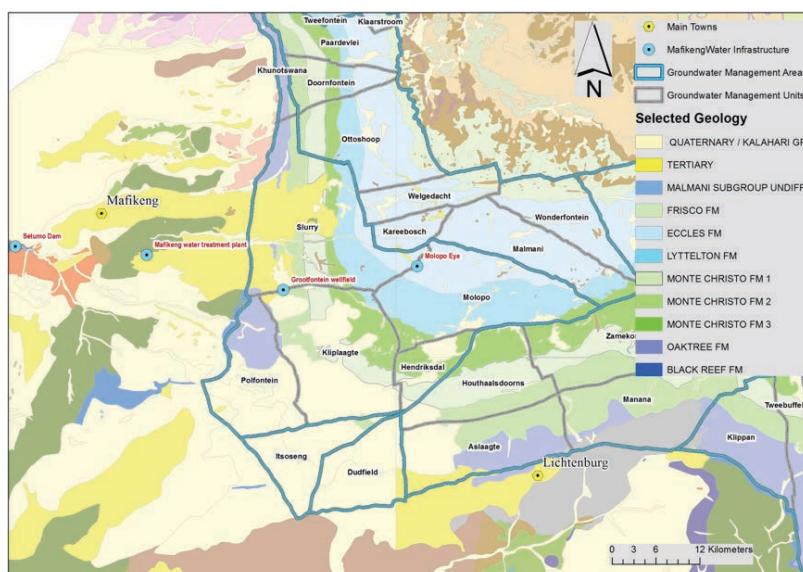 Tweefontein
Klaarstroom
Paardevlei
Khunotswana
Doornfontein
Ottoshoop
Welgedacht
Wonderfontein
Kareebosch
Malmani
Mafikeng
Slurry
Setumo Dam
Mafikeng water treatment plant
Molopo Eye
Grootfontein wellfield
Molopo
Polfontein
Kliplaagte
Hendriksdal
Zameko
Houthaalsdoorns
Manana
Tweebuffel
Itsoseng
Dudfield
Aslaagte
Klippan
Lichtenburg
N
Main Towns
MafikengWater Infrastructure
Groundwater Management Area
Groundwater Management Units
Selected Geology
QUATERNARY / KALAHARI GP
TERTIARY
MALMANI SUBGROUP UNDIFF
FRISCO FM
ECCLES FM
LYTTELTON FM
MONTE CHRISTO FM 1
MONTE CHRISTO FM 2
MONTE CHRISTO FM 3
OAKTREE FM
BLACK REEF FM
0 3 6 12 Kilometers